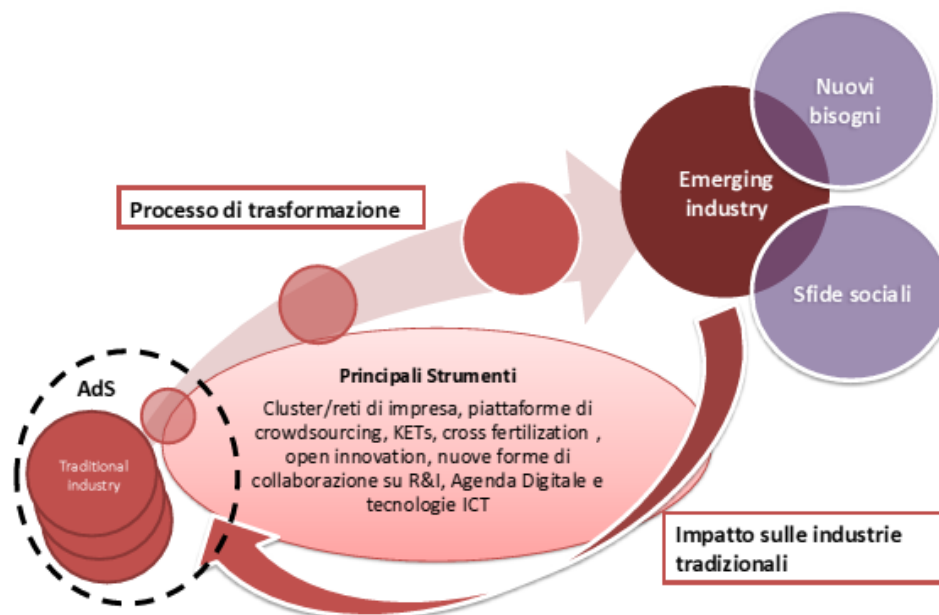 Nuovi
bisogni
Emerging
industry
Processo di trasformazione
Sfide sociali
Principali Strumenti
AdS
Cluster/reti di impresa, piattaforme di
crowdsourcing, KETs, cross fertilization ,
open innovation, nuove forme di
collaborazione su R&I, Agenda Digitale e
tecnologie ICT
Traditional
Industry
Impatto sulle industrie
tradizionali